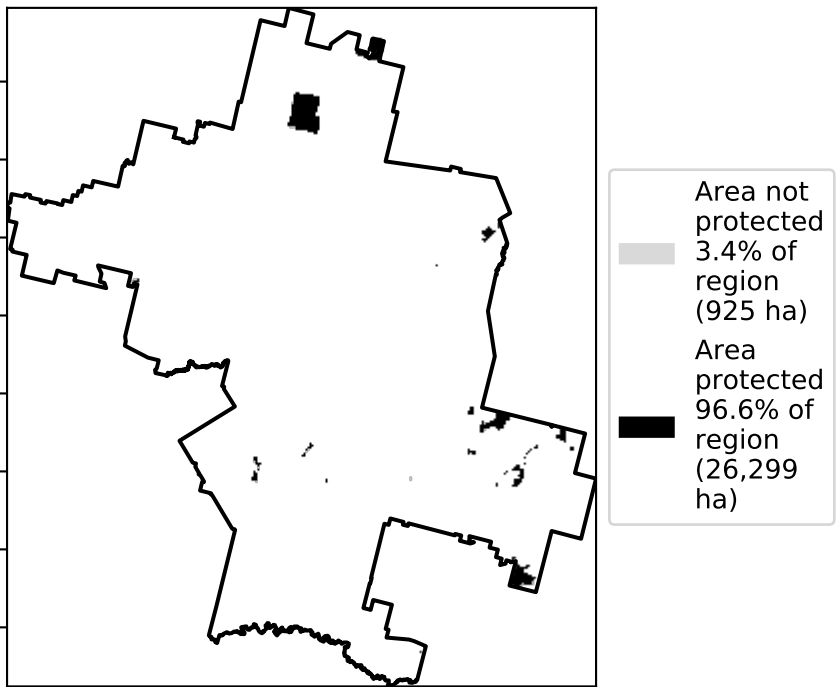 Area not
protected
3.4% of
region
(925 ha)
Area
protected
96.6% of
region
(26,299
ha)